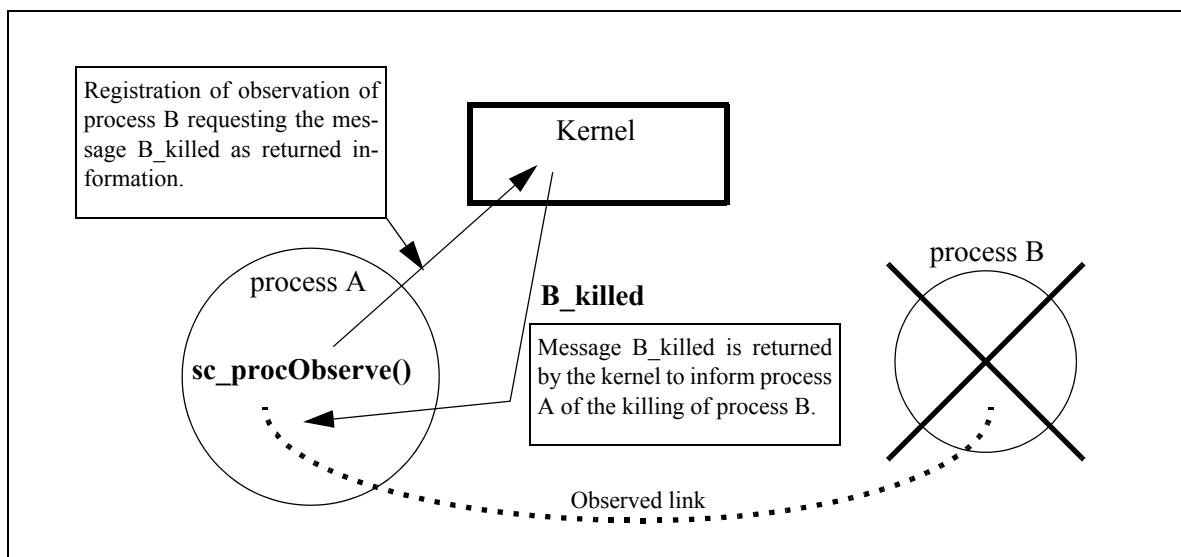 Registration of observation of
process B requesting the mes-
sage B_killed as returned in-
formation.
Kernel
process A
sc_procObserve()
B_killed
Message B_killed is returned
by the kernel to inform process
A of the killing of process B.
process B
Observed link